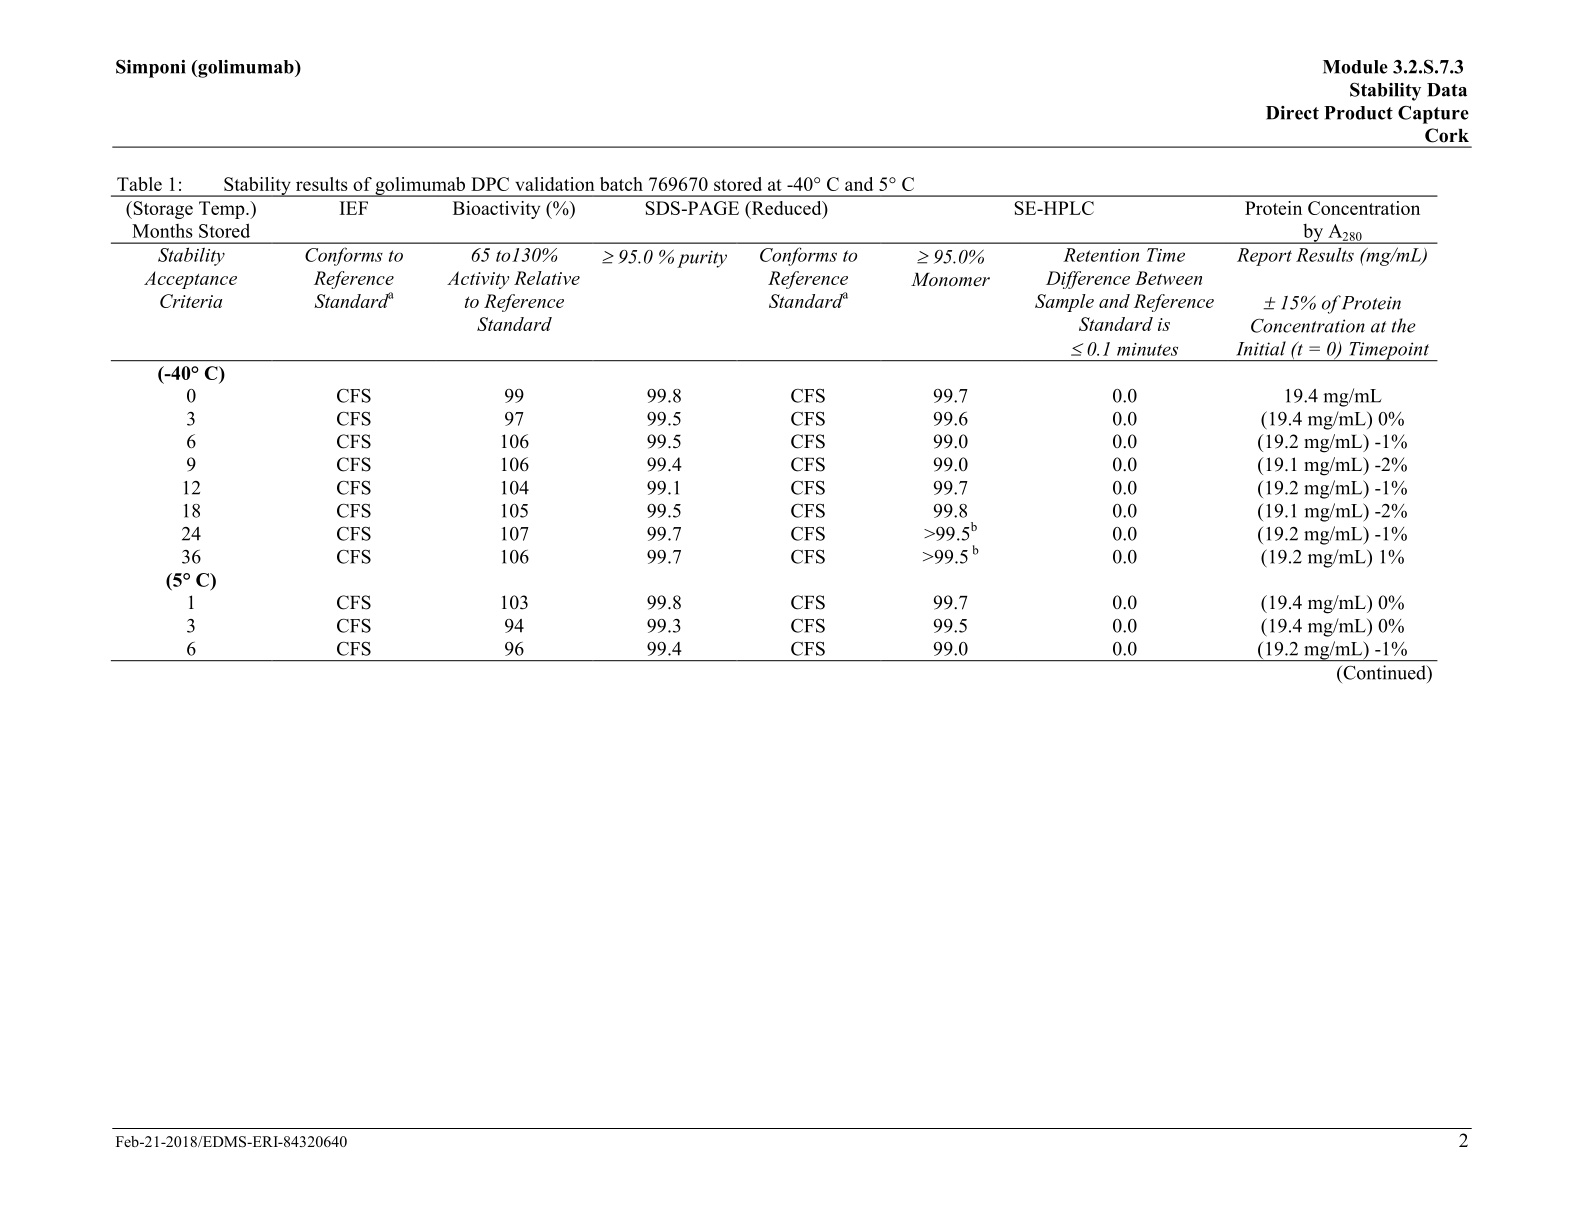 Simponi (golimumab)
Module 3.2.S.7.3
Stability Data
Direct Product Capture
Cork
Table 1: Stability results of golimumab DPC validation batch 769670 stored at -40° C and 5° C
(Storage Temp.) IEF Bioactivity (%) SDS-PAGE (Reduced) SE-HPLC Protein Concentration
Months Stored by A280
Stability Conforms to 65 to130% ≥ 95.0 % purity Conforms to ≥ 95.0% Retention Time Report Results (mg/mL)
Acceptance Reference Activity Relative Reference Monomer Difference Between
Criteria Standardᵃ to Reference Standardᵃ Sample and Reference ± 15% of Protein
Standard Standard is Concentration at the
≤ 0.1 minutes Initial (t = 0) Timepoint
(-40° C)
0 CFS 99 99.8 CFS 99.7 0.0 19.4 mg/mL
3 CFS 97 99.5 CFS 99.6 0.0 (19.4 mg/mL) 0%
6 CFS 106 99.5 CFS 99.0 0.0 (19.2 mg/mL) -1%
9 CFS 106 99.4 CFS 99.0 0.0 (19.1 mg/mL) -2%
12 CFS 104 99.1 CFS 99.7 0.0 (19.2 mg/mL) -1%
18 CFS 105 99.5 CFS 99.8 0.0 (19.1 mg/mL) -2%
24 CFS 107 99.7 CFS >99.5ᵇ 0.0 (19.2 mg/mL) -1%
36 CFS 106 99.7 CFS >99.5 ᵇ 0.0 (19.2 mg/mL) 1%
(5° C)
1 CFS 103 99.8 CFS 99.7 0.0 (19.4 mg/mL) 0%
3 CFS 94 99.3 CFS 99.5 0.0 (19.4 mg/mL) 0%
6 CFS 96 99.4 CFS 99.0 0.0 (19.2 mg/mL) -1%
(Continued)
Feb-21-2018/EDMS-ERI-84320640 2